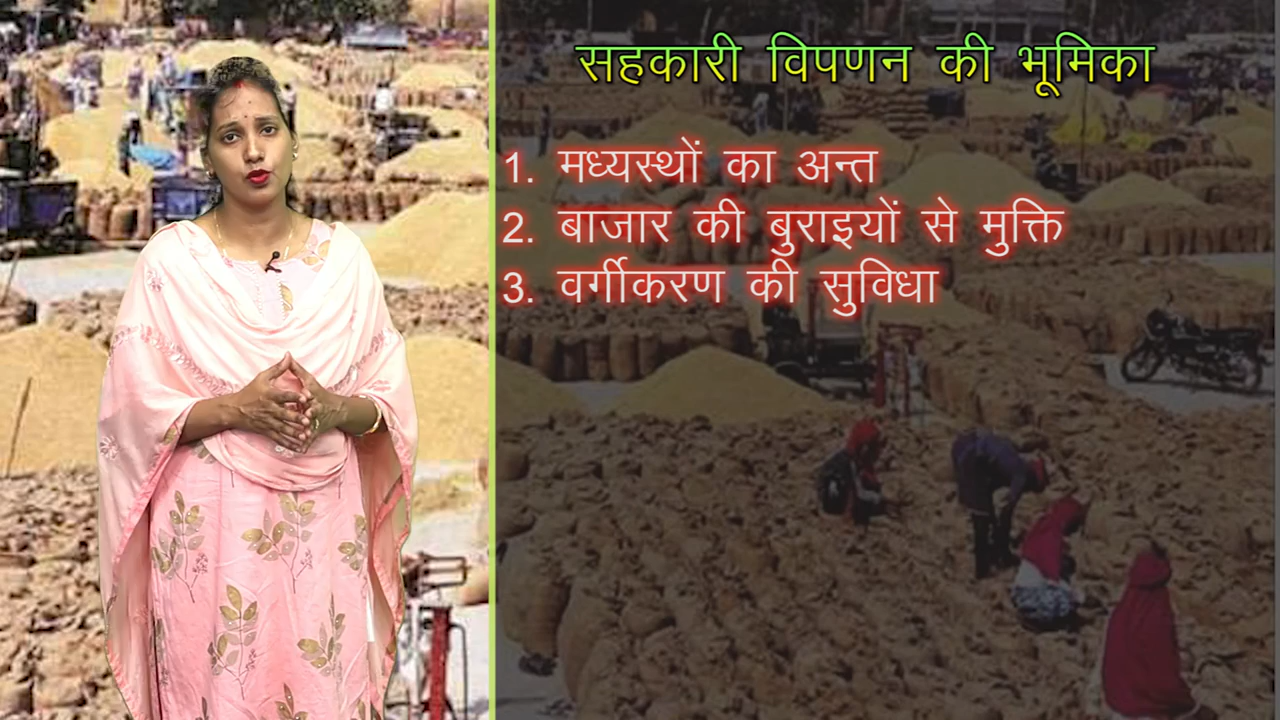 सहकारी विपणन की भूमिका
1. मध्यस्थों का अन्त
2. बाजार की बुराइयों से मुक्ति
3. वर्गीकरण की सुविधा